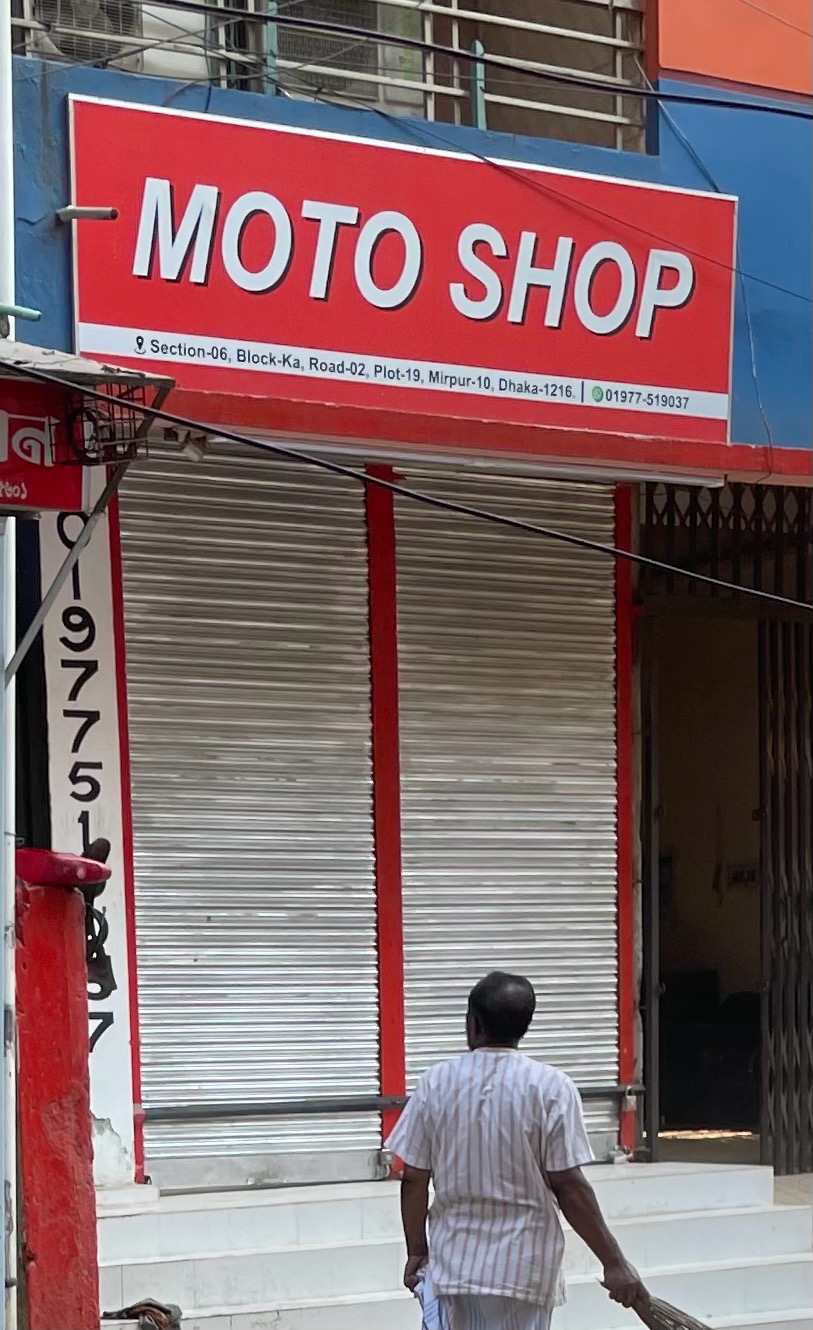 MOTO SHOP
Section-06, Block-Ka, Road-02, Plot-19, Mirpur-10, Dhaka-1216. | 01977-519037